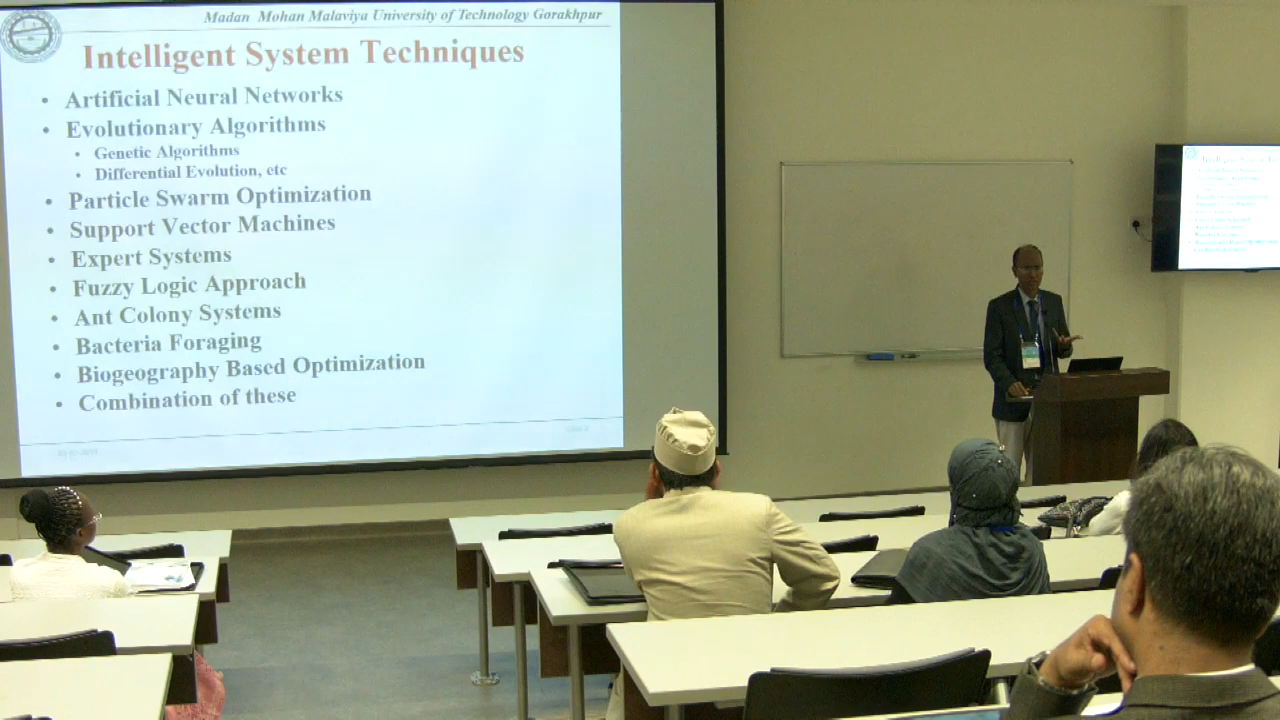 Madan Mohan Malaviya University of Technology Gorakhpur
Intelligent System Techniques
• Artificial Neural Networks
• Evolutionary Algorithms
• Genetic Algorithms
• Differential Evolution, etc
• Particle Swarm Optimization
• Support Vector Machines
• Expert Systems
• Fuzzy Logic Approach
• Ant Colony Systems
• Bacteria Foraging
• Biogeography Based Optimization
• Combination of these